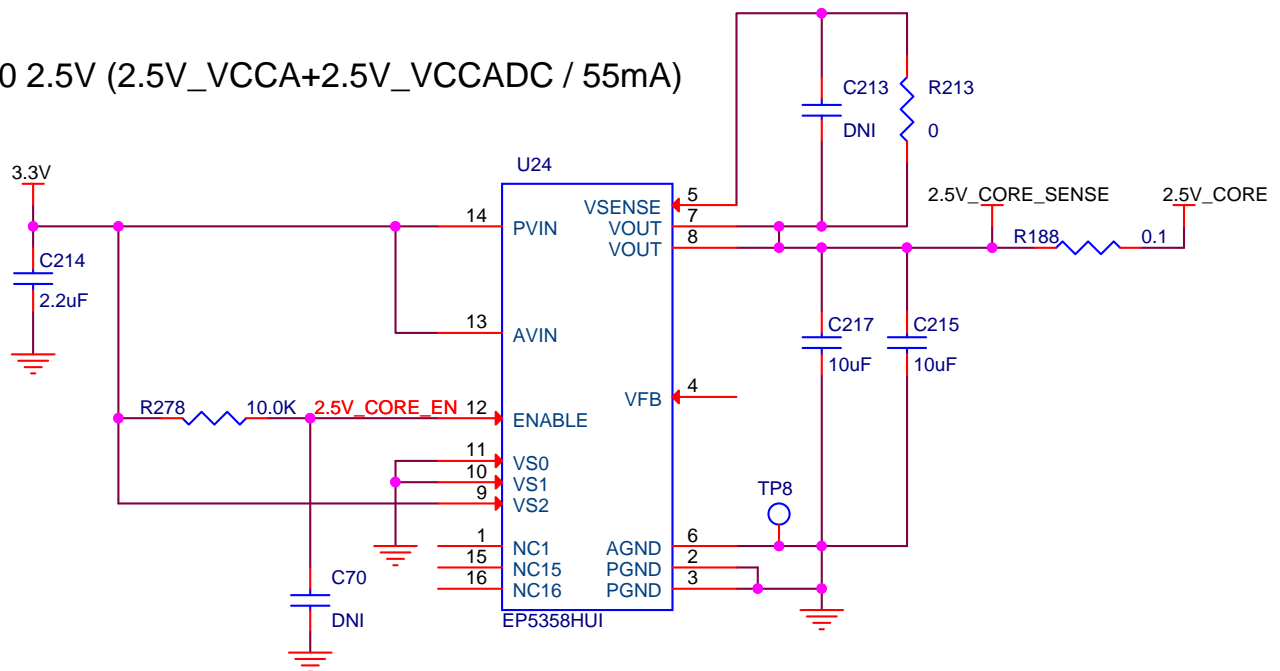 0 2.5V (2.5V_VCCA+2.5V_VCCADC / 55mA)
C213
DNI
R213
0
3.3V
C214
2.2uF
U24
14
PVIN
13
AVIN
R278
10.0K
2.5V_CORE_EN
12
ENABLE
11
VS0
10
VS1
9
VS2
1
NC1
15
NC15
16
NC16
C70
DNI
EP5358HUI
VSENSE
5
VOUT
7
VOUT
8
VFB
4
AGND
6
PGND
2
PGND
3
TP8
C217
10uF
C215
10uF
2.5V_CORE_SENSE
R188
0.1
2.5V_CORE